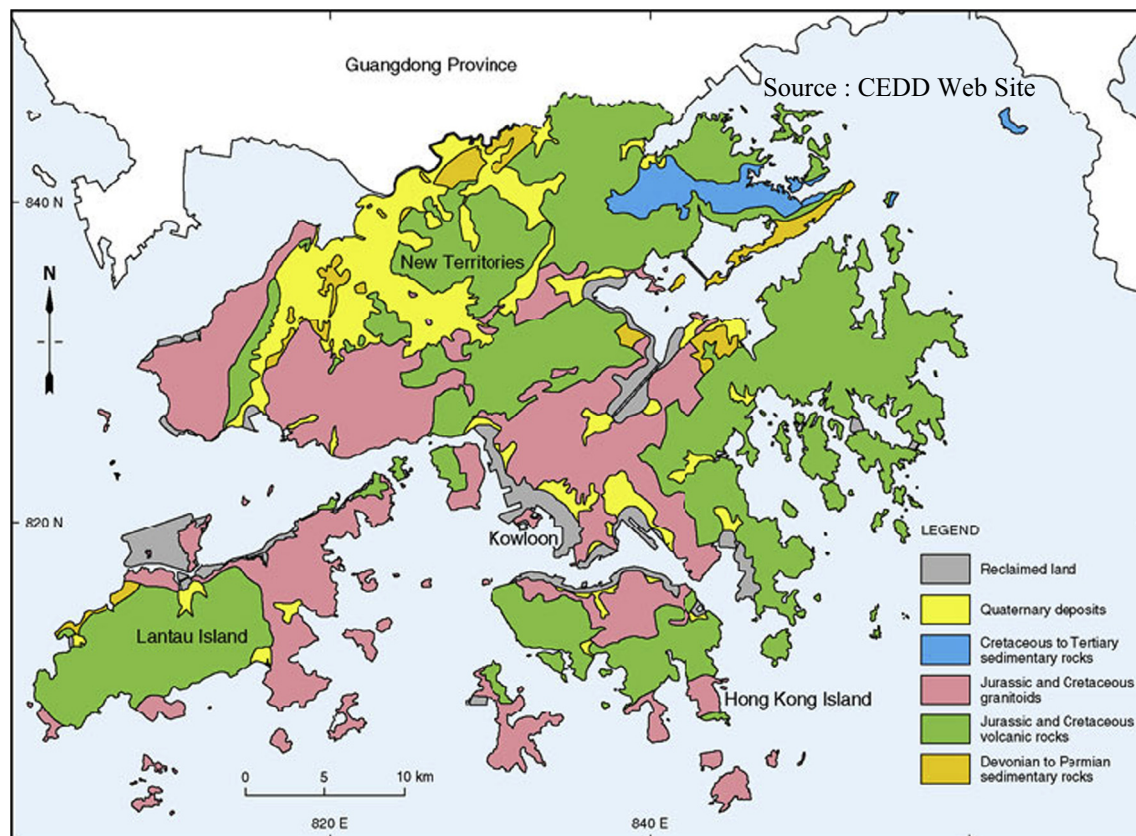 Guangdong Province
Source : CEDD Web Site
840 N
New Territories
N
820 N
Kowloon
Lantau Island
Hong Kong Island
LEGEND
Reclaimed land
Quaternary deposits
Cretaceous to Tertiary
sedimentary rocks
Jurassic and Cretaceous
granitoids
Jurassic and Cretaceous
volcanic rocks
Devonian to Permian
sedimentary rocks
0 5 10 km
820 E
840 E